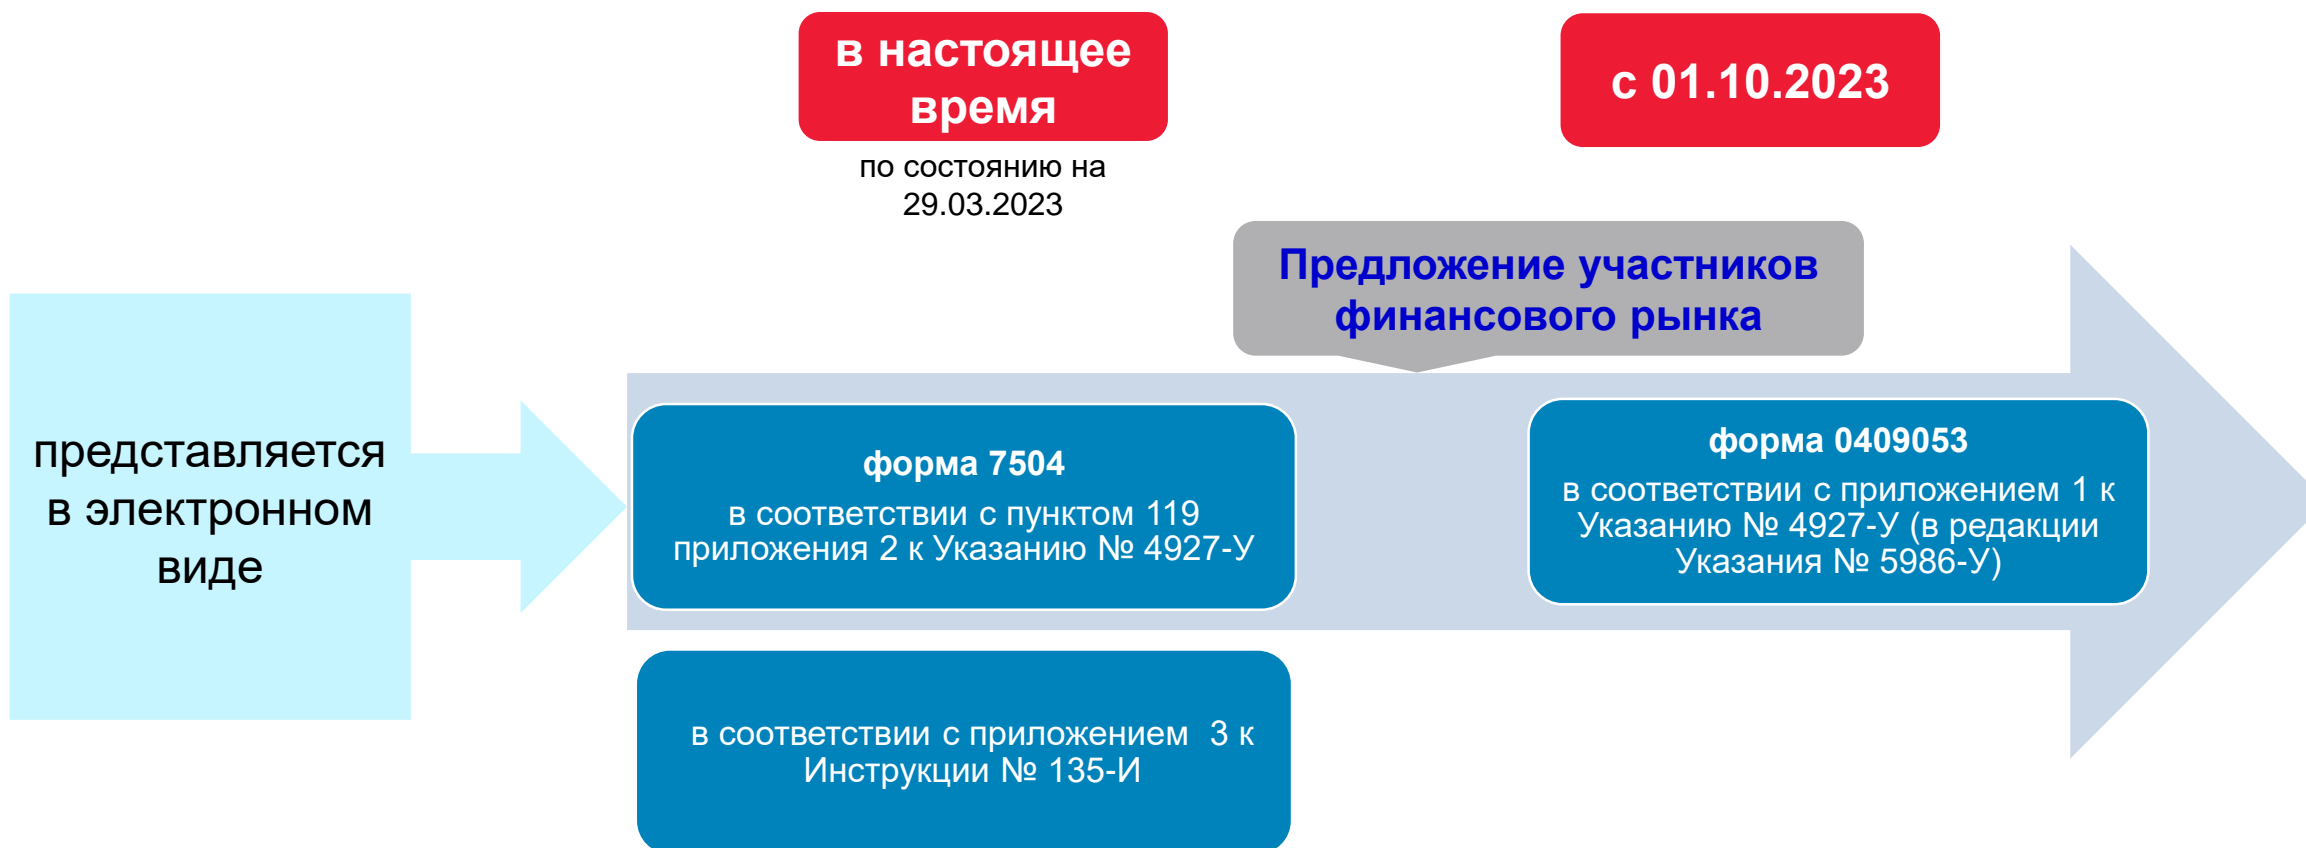 в настоящее
время
по состоянию на
29.03.2023
с 01.10.2023
Предложение участников
финансового рынка
представляется
в электронном
виде
форма 7504
в соответствии с пунктом 119
приложения 2 к Указанию № 4927-У
форма 0409053
в соответствии с приложением 1 к
Указанию № 4927-У (в редакции
Указания № 5986-У)
в соответствии с приложением 3 к
Инструкции № 135-И